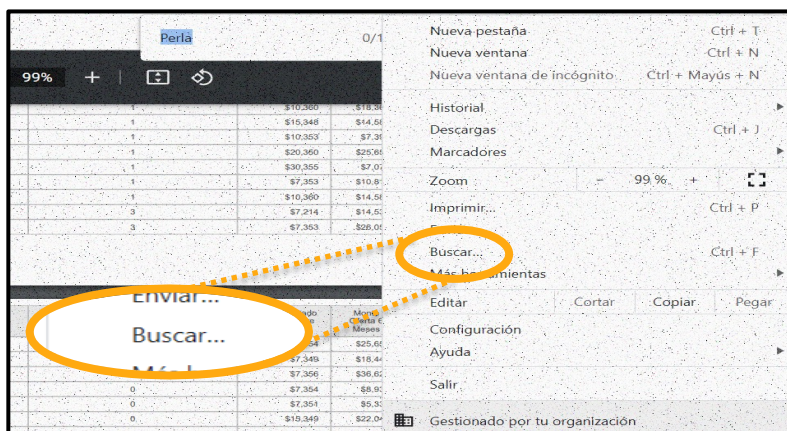 Perla 0/1
99% +
1 $10,360
1 $15,348
1 $10,353
1 $20,360
1 $30,355
1 $7,353
1 $10,360
3 $7,214
3 $7,353
Enviar...
Buscar...
Meses
$7,349
$7,356
0 $7,354
0 $7,351
0 $15,349
Nueva pestaña Ctrl + T
Nueva ventana Ctrl + N
Nueva ventana de incógnito Ctrl + Mayús + N
Historial
Descargas Ctrl + J
Marcadores
Zoom - 99 % +
Imprimir... Ctrl + P
Buscar... Ctrl + F
Más herramientas
Editar Cortar Copiar Pegar
Configuración
Ayuda
Salir
Gestionado por tu organización